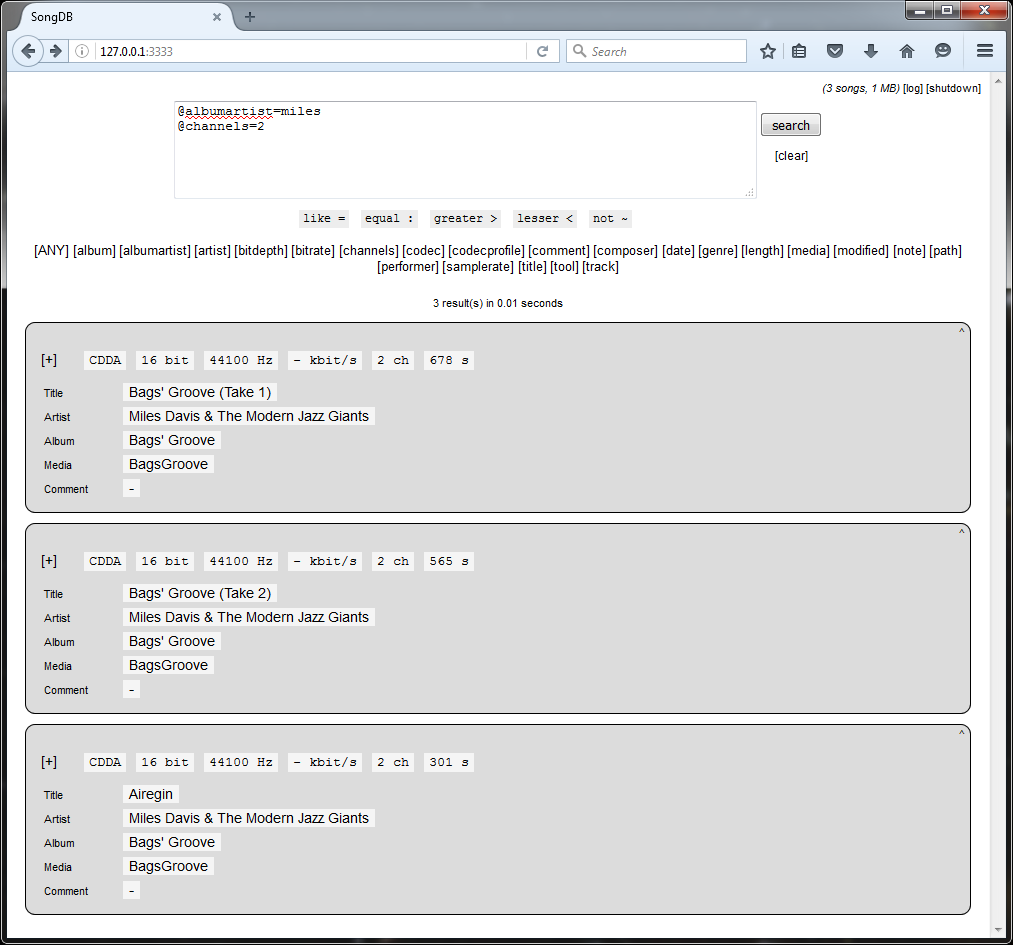 SongDB
127.0.0.1:3333
Search
(3 songs, 1 MB) [log] [shutdown]
@albumartist=miles
@channels=2
search
[clear]
like = equal : greater > lesser < not ~
[ANY] [album] [albumartist] [artist] [bitdepth] [bitrate] [channels] [codec] [codecprofile] [comment] [composer] [date] [genre] [length] [media] [modified] [note] [path]
[performer] [samplerate] [title] [tool] [track]
3 result(s) in 0.01 seconds
^
[+] CDDA 16 bit 44100 Hz - kbit/s 2 ch 678 s
Title Bags' Groove (Take 1)
Artist Miles Davis & The Modern Jazz Giants
Album Bags' Groove
Media BagsGroove
Comment -
^
[+] CDDA 16 bit 44100 Hz - kbit/s 2 ch 565 s
Title Bags' Groove (Take 2)
Artist Miles Davis & The Modern Jazz Giants
Album Bags' Groove
Media BagsGroove
Comment -
^
[+] CDDA 16 bit 44100 Hz - kbit/s 2 ch 301 s
Title Airegin
Artist Miles Davis & The Modern Jazz Giants
Album Bags' Groove
Media BagsGroove
Comment -